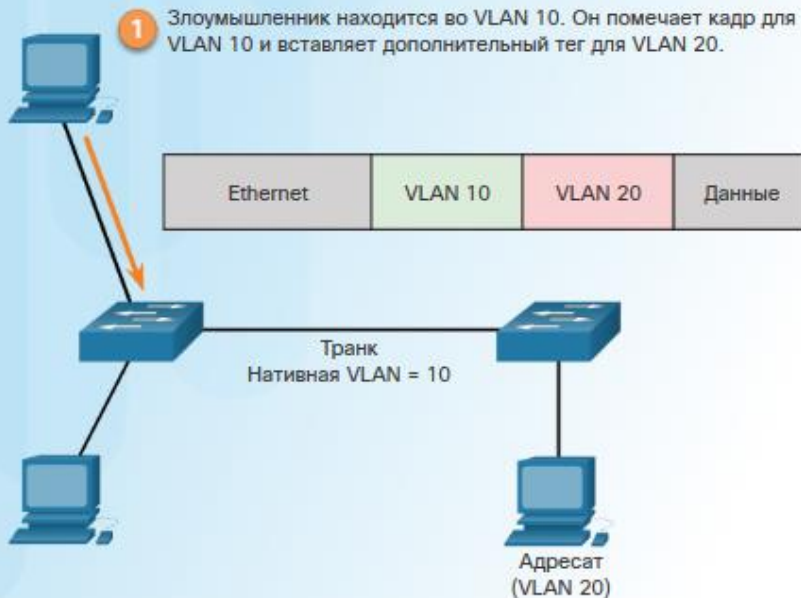 1
Злоумышленник находится во VLAN 10. Он помечает кадр для
VLAN 10 и вставляет дополнительный тег для VLAN 20.
Ethernet
VLAN 10
VLAN 20
Данные
Транк
Нативная VLAN = 10
Адресат
(VLAN 20)